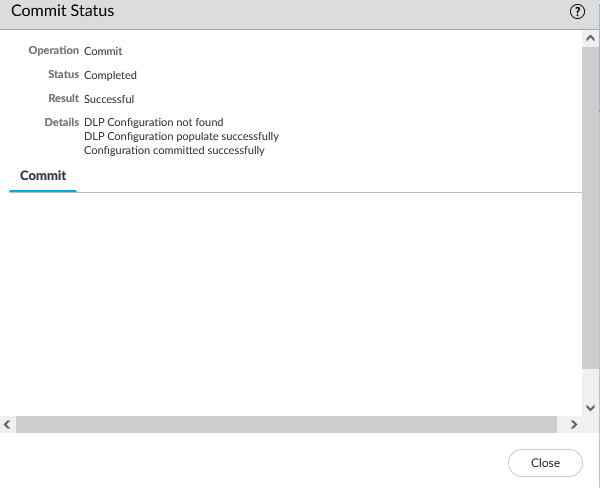 Commit Status
?
Operation Commit
Status Completed
Result Successful
Details DLP Configuration not found
DLP Configuration populate successfully
Configuration committed successfully
Commit
Close